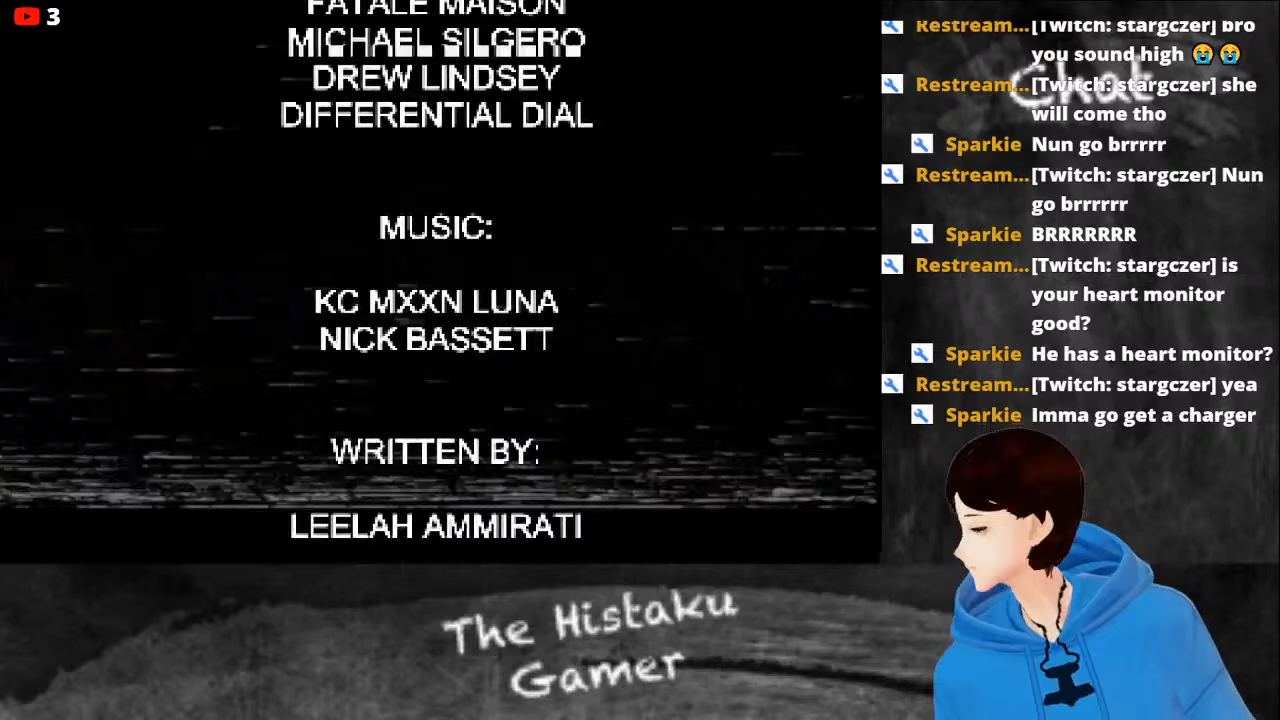 3
FATALE MAISON
MICHAEL SILGERO
DREW LINDSEY
DIFFERENTIAL DIAL
MUSIC:
KC MXXN LUNA
NICK BASSETT
WRITTEN BY:
LEELAH AMMIRATI
The Histaku
Gamer
Chat
Restream... [Twitch: stargczer] bro
you sound high 😭 😭
Restream... [Twitch: stargczer] she
will come tho
Sparkie Nun go brrrrr
Restream... [Twitch: stargczer] Nun
go brrrrrr
Sparkie BRRRRRRR
Restream... [Twitch: stargczer] is
your heart monitor
good?
Sparkie He has a heart monitor?
Restream... [Twitch: stargczer] yea
Sparkie Imma go get a charger